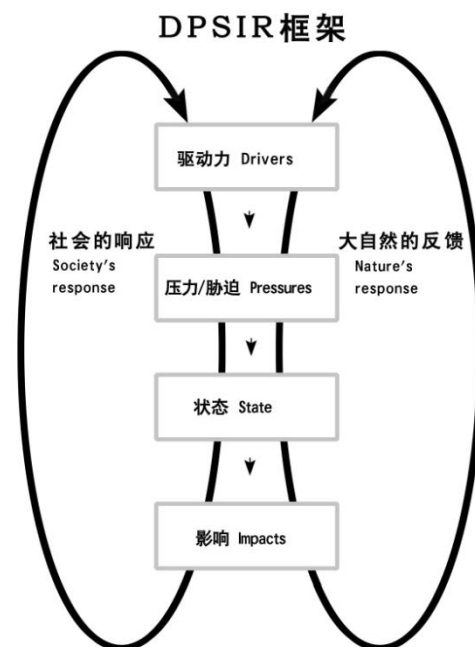 DPSIR框架
驱动力 Drivers
社会的响应
Society's
response
大自然的反馈
Nature's
response
压力/胁迫 Pressures
状态 State
影响 Impacts